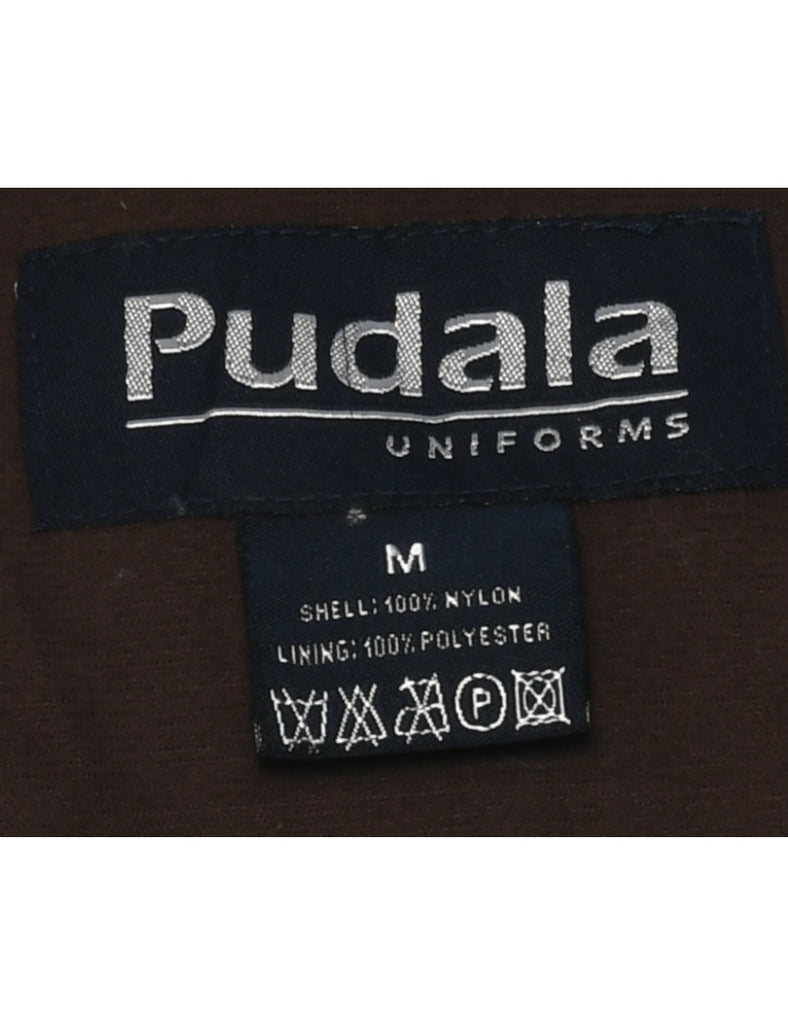 Pudala
UNIFORMS
M
SHELL: 100% NYLON
LINING: 100% POLYESTER
P